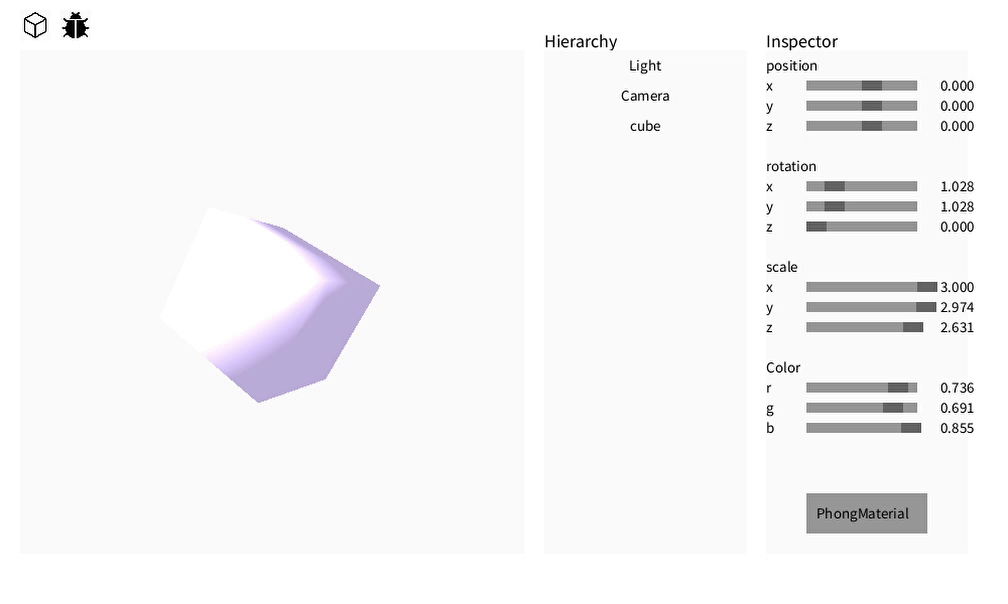 Hierarchy
Light
Camera
cube
Inspector
position
x 0.000
y 0.000
z 0.000
rotation
x 1.028
y 1.028
z 0.000
scale
x 3.000
y 2.974
z 2.631
Color
r 0.736
g 0.691
b 0.855
PhongMaterial